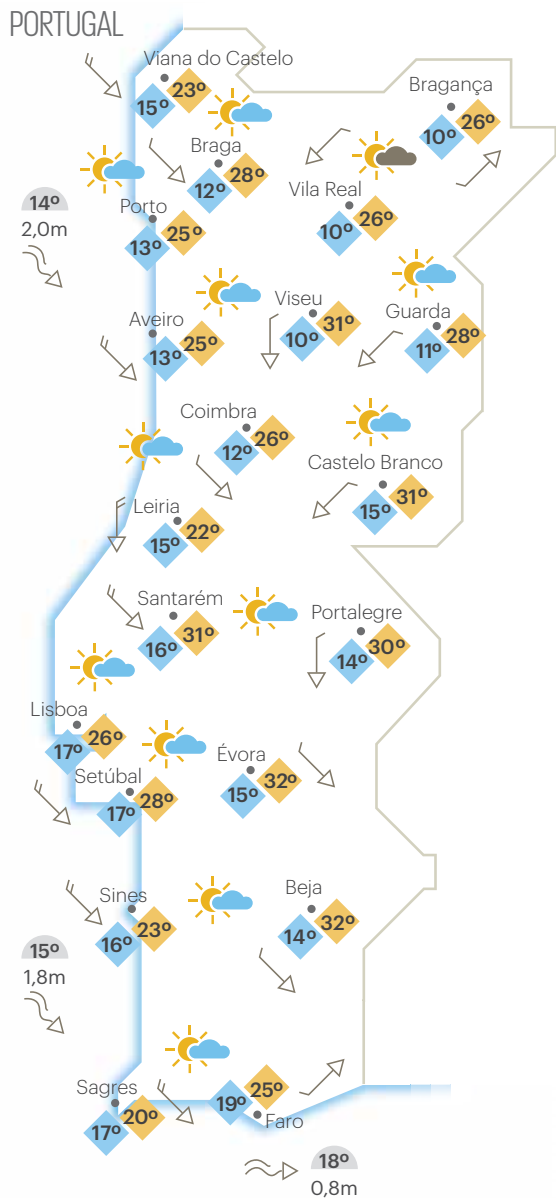 PORTUGAL
Viana do Castelo
15º 23º
Bragança
10º 26º
Braga
12º 28º
Vila Real
10º 26º
14º
2,0m
Porto
13º 25º
Viseu
10º 31º
Guarda
11º 28º
Aveiro
13º 25º
Coimbra
12º 26º
Castelo Branco
15º 31º
Leiria
15º 22º
Santarém
16º 31º
Portalegre
14º 30º
Lisboa
17º 26º
Évora
15º 32º
Setúbal
17º 28º
Sines
16º 23º
Beja
14º 32º
15º
1,8m
Sagres
17º 20º
19º 25º
Faro
18º
0,8m